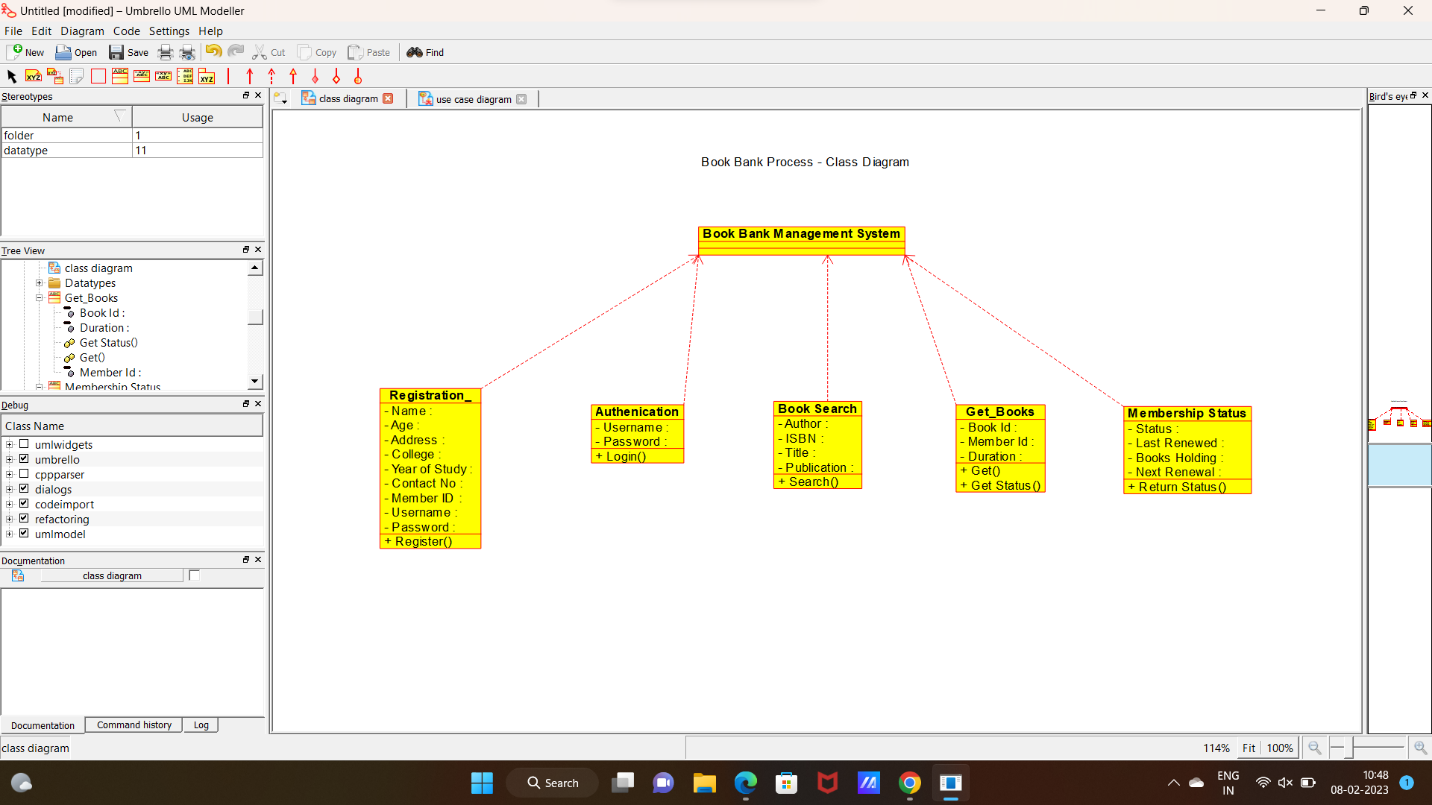 Untitled [modified] – Umbrello UML Modeller
File Edit Diagram Code Settings Help
New Open Save Cut Copy Paste Find
Stereotypes
Name Usage
folder 1
datatype 11
Tree View
class diagram
Datatypes
Get_Books
Book Id :
Duration :
Get Status()
Get()
Member Id :
Membership Status
Debug
Class Name
umlwidgets
umbrello
cppparser
dialogs
codeimport
refactoring
umlmodel
Documentation
class diagram
Documentation Command history Log
class diagram
class diagram use case diagram
Book Bank Process - Class Diagram
Book Bank Management System
Registration_
- Name :
- Age :
- Address :
- College :
- Year of Study :
- Contact No :
- Member ID :
- Username :
- Password :
+ Register()
Authenication
- Username :
- Password :
+ Login()
Book Search
- Author :
- ISBN :
- Title :
- Publication :
+ Search()
Get_Books
- Book Id :
- Member Id :
- Duration :
+ Get()
+ Get Status()
Membership Status
- Status :
- Last Renewed :
- Books Holding :
- Next Renewal :
+ Return Status()
Bird's eye
114% Fit 100%
Search
ENG
IN
10:48
08-02-2023
1